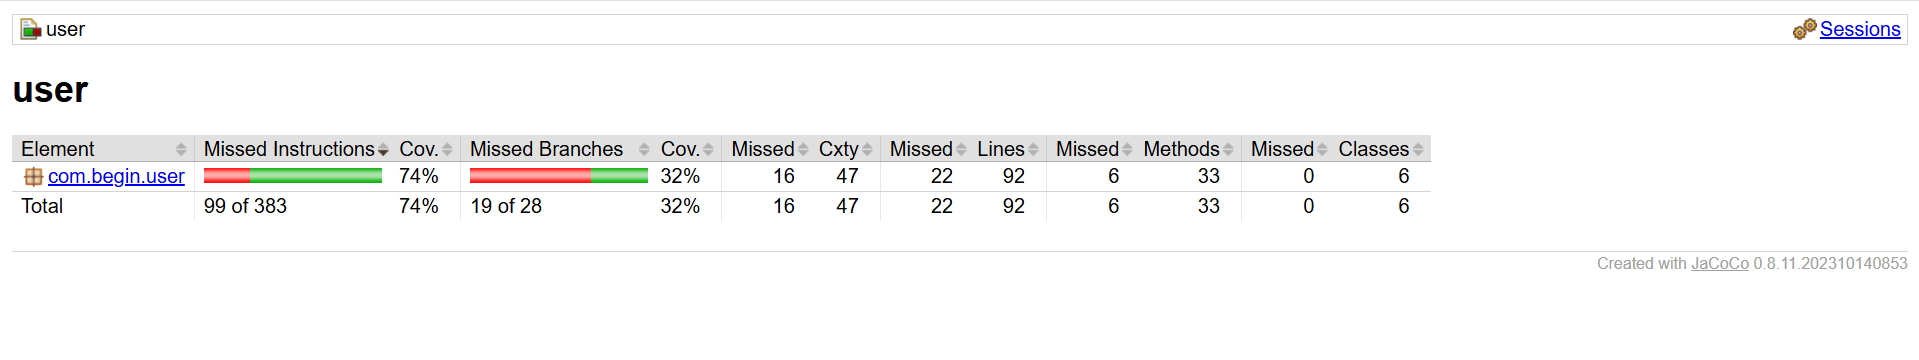 user Sessions
user
Element Missed Instructions Cov. Missed Branches Cov. Missed Cxty Missed Lines Missed Methods Missed Classes
com.begin.user 74% 32% 16 47 22 92 6 33 0 6
Total 99 of 383 74% 19 of 28 32% 16 47 22 92 6 33 0 6
Created with JaCoCo 0.8.11.202310140853